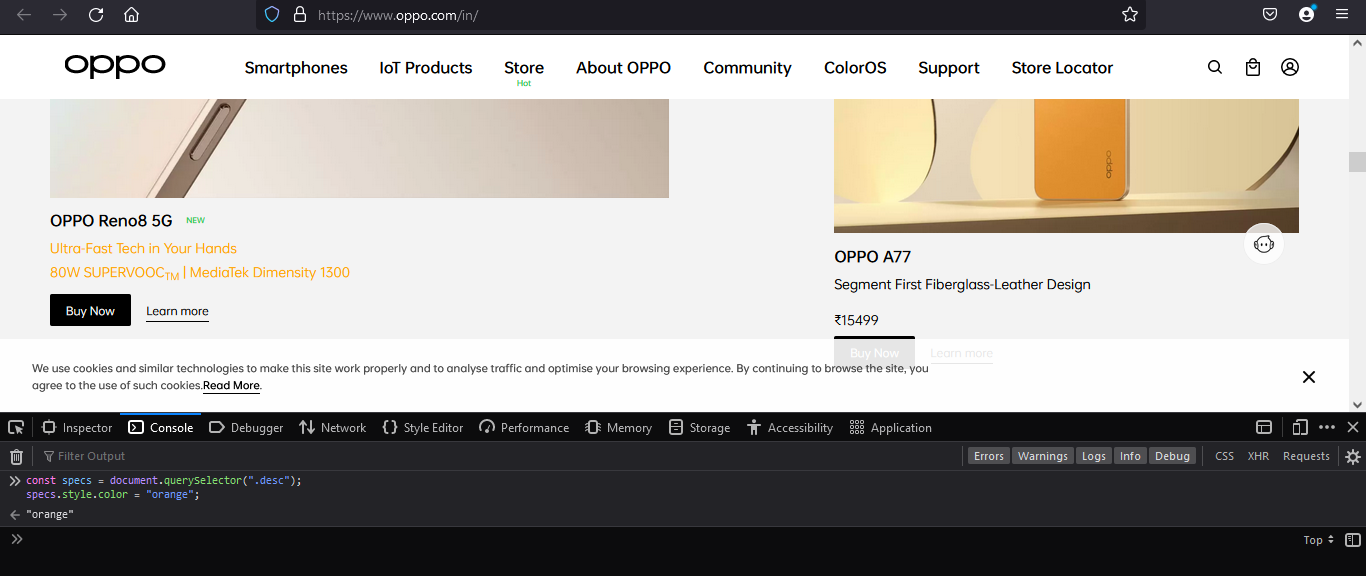 https://www.oppo.com/in/
oppo Smartphones IoT Products Store About OPPO Community ColorOS Support Store Locator
Hot
oppo
OPPO Reno8 5G NEW
Ultra-Fast Tech in Your Hands
80W SUPERVOOCTM | MediaTek Dimensity 1300
Buy Now Learn more
OPPO A77
Segment First Fiberglass-Leather Design
₹15499
Buy Now Learn more
We use cookies and similar technologies to make this site work properly and to analyse traffic and optimise your browsing experience. By continuing to browse the site, you
agree to the use of such cookies.Read More.
Inspector Console Debugger Network Style Editor Performance Memory Storage Accessibility Application
Filter Output Errors Warnings Logs Info Debug CSS XHR Requests
const specs = document.querySelector(".desc");
specs.style.color = "orange";
"orange"
Top